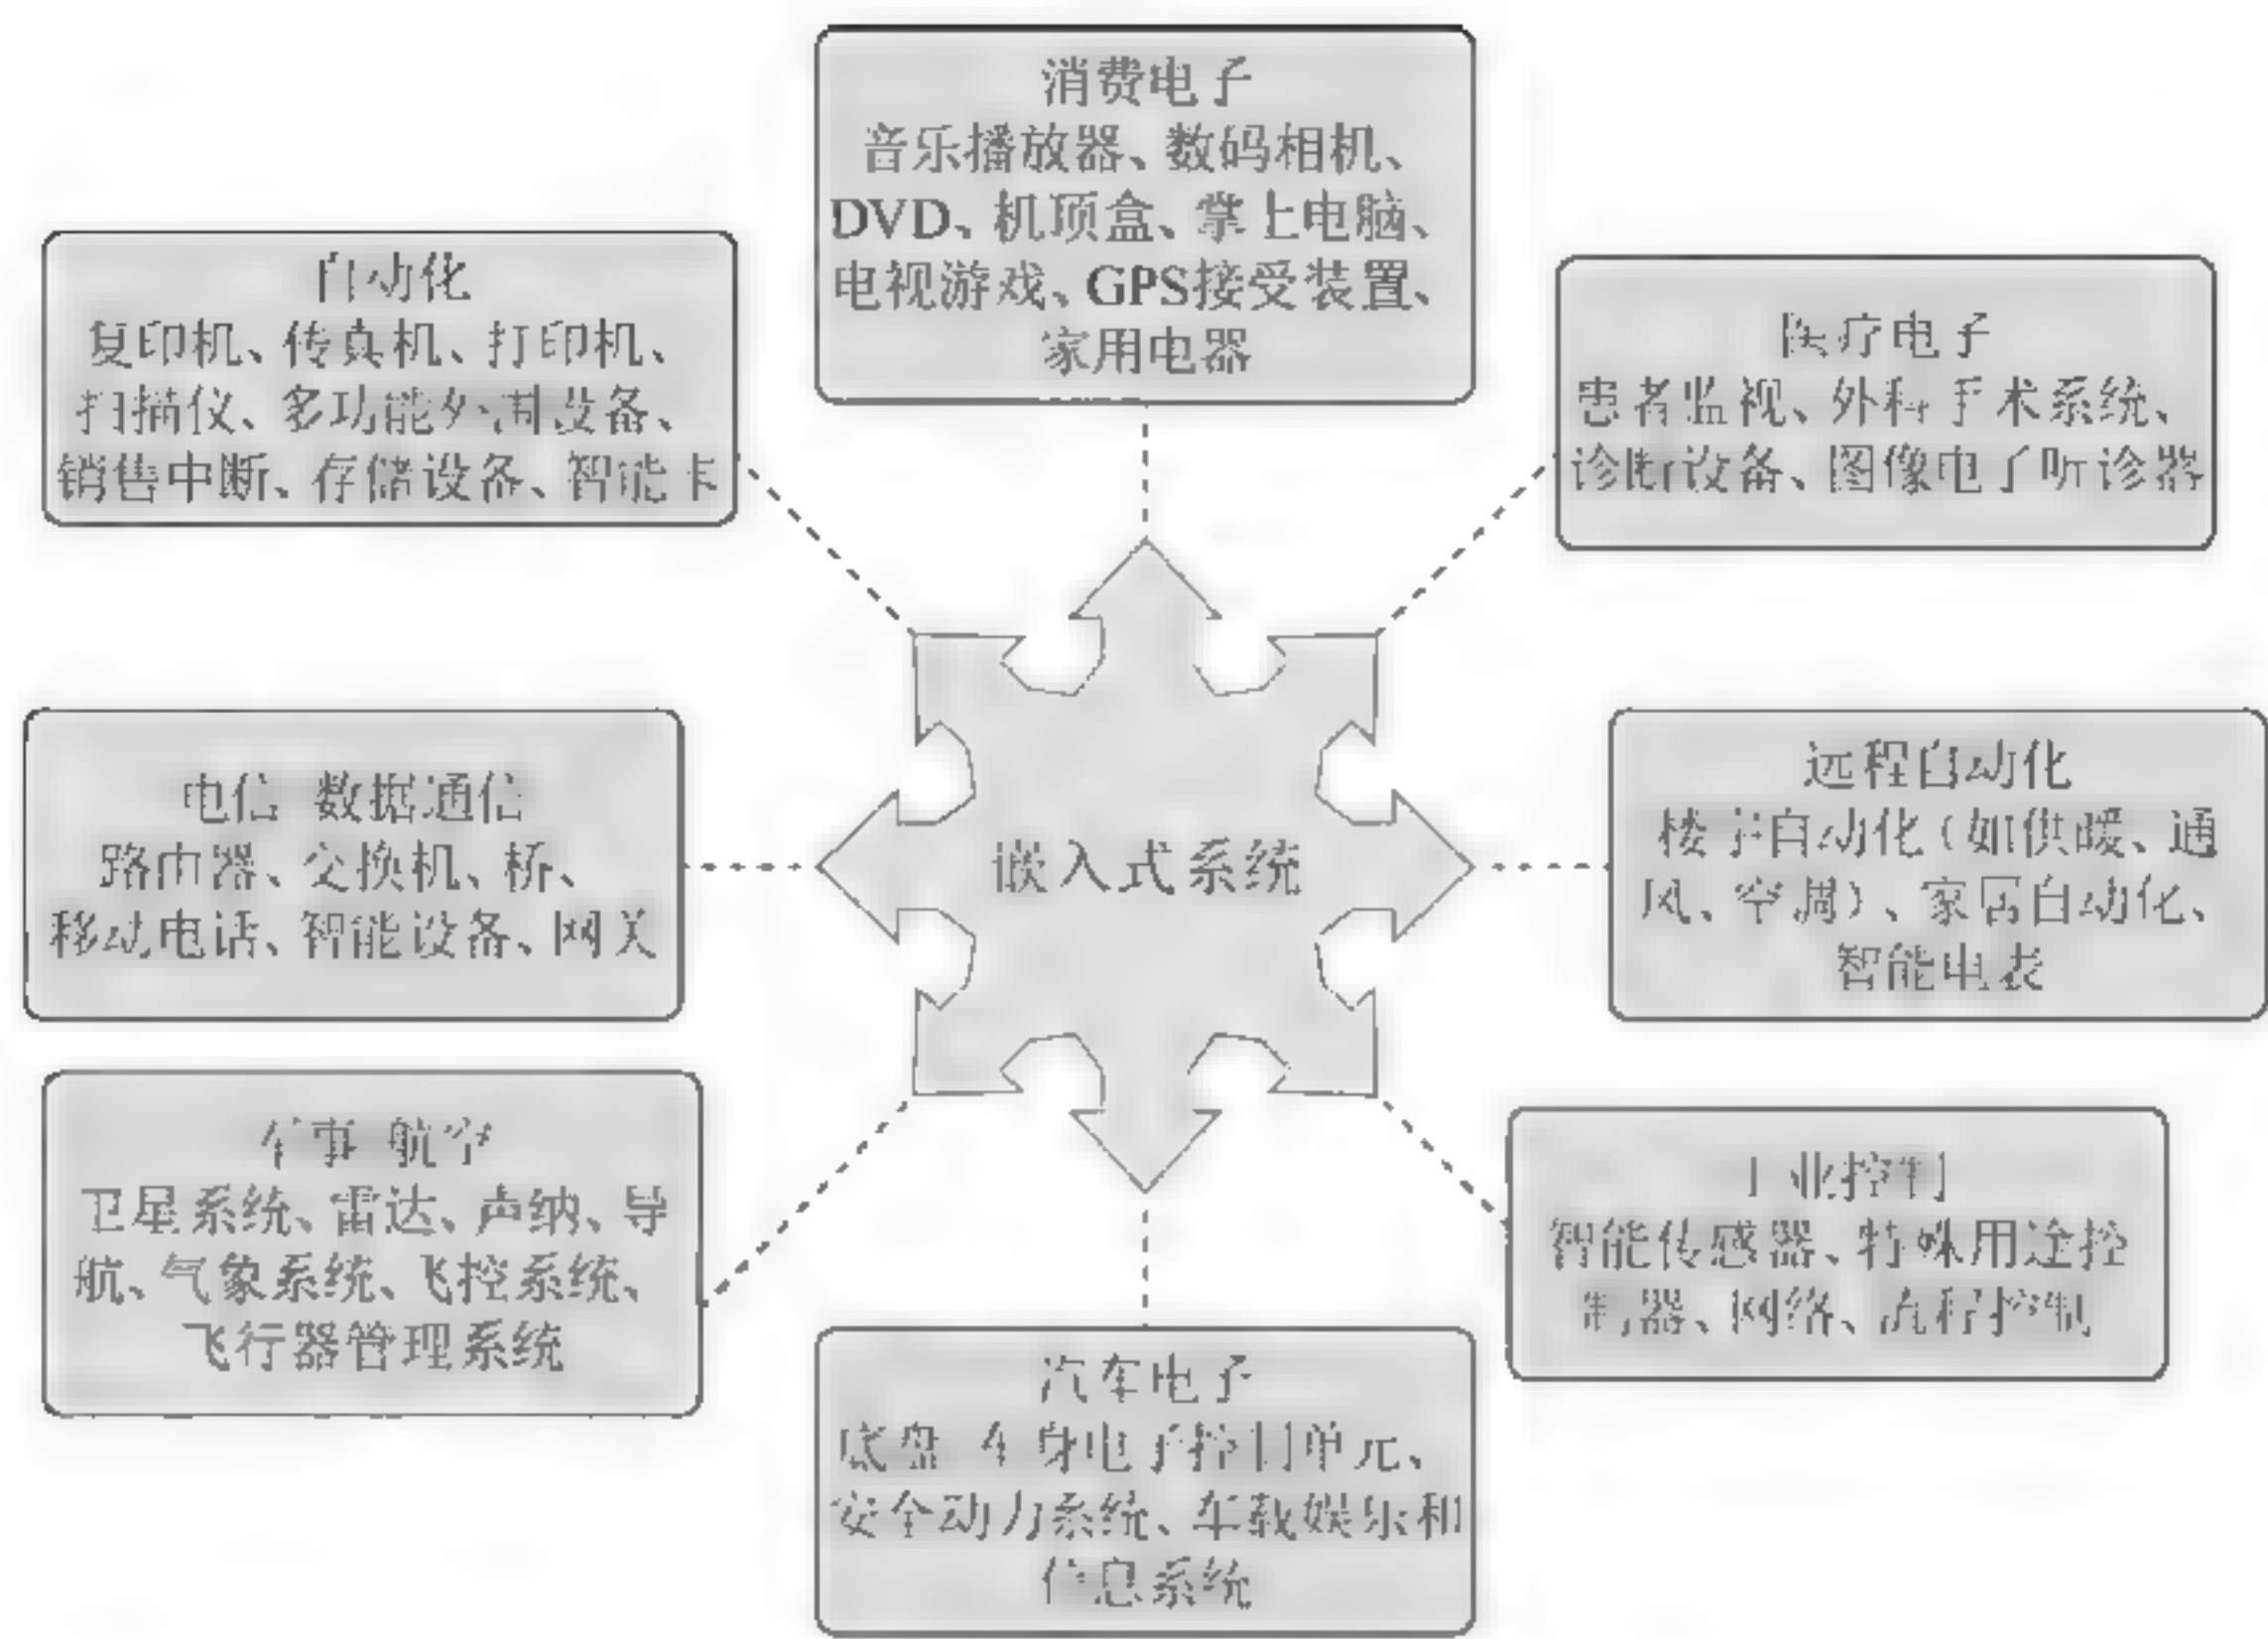 消费电子
音乐播放器、数码相机、
DVD、机顶盒、掌上电脑、
电视游戏、GPS接受装置、
家用电器
自动化
复印机、传真机、打印机、
扫描仪、多功能外围设备、
销售中断、存储设备、智能卡
医疗电子
患者监视、外科手术系统、
诊断设备、图像电子听诊器
电信 数据通信
路由器、交换机、桥、
移动电话、智能设备、网关
嵌入式系统
远程自动化
楼宇自动化(如供暖、通
风、空调)、家居自动化、
智能电表
军事 航空
卫星系统、雷达、声纳、导
航、气象系统、飞控系统、
飞行器管理系统
工业控制
智能传感器、特殊用途控
制器、网络、流程控制
汽车电子
底盘 车身电子控制单元、
安全动力系统、车载娱乐和
信息系统